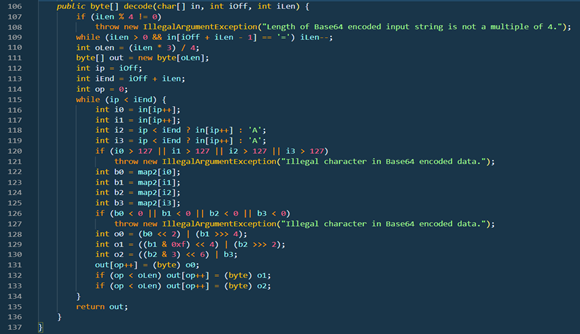 106 public byte[] decode(char[] in, int iOff, int iLen) {
107 if (iLen % 4 != 0)
108 throw new IllegalArgumentException("Length of Base64 encoded input string is not a multiple of 4.");
109 while (iLen > 0 && in[iOff + iLen - 1] == '=') iLen--;
110 int oLen = (iLen * 3) / 4;
111 byte[] out = new byte[oLen];
112 int ip = iOff;
113 int iEnd = iOff + iLen;
114 int op = 0;
115 while (ip < iEnd) {
116 int i0 = in[ip++];
117 int i1 = in[ip++];
118 int i2 = ip < iEnd ? in[ip++] : 'A';
119 int i3 = ip < iEnd ? in[ip++] : 'A';
120 if (i0 > 127 || i1 > 127 || i2 > 127 || i3 > 127)
121 throw new IllegalArgumentException("Illegal character in Base64 encoded data.");
122 int b0 = map2[i0];
123 int b1 = map2[i1];
124 int b2 = map2[i2];
125 int b3 = map2[i3];
126 if (b0 < 0 || b1 < 0 || b2 < 0 || b3 < 0)
127 throw new IllegalArgumentException("Illegal character in Base64 encoded data.");
128 int o0 = (b0 << 2) | (b1 >>> 4);
129 int o1 = ((b1 & 0xf) << 4) | (b2 >>> 2);
130 int o2 = ((b2 & 3) << 6) | b3;
131 out[op++] = (byte) o0;
132 if (op < oLen) out[op++] = (byte) o1;
133 if (op < oLen) out[op++] = (byte) o2;
134 }
135 return out;
136 }
137 }